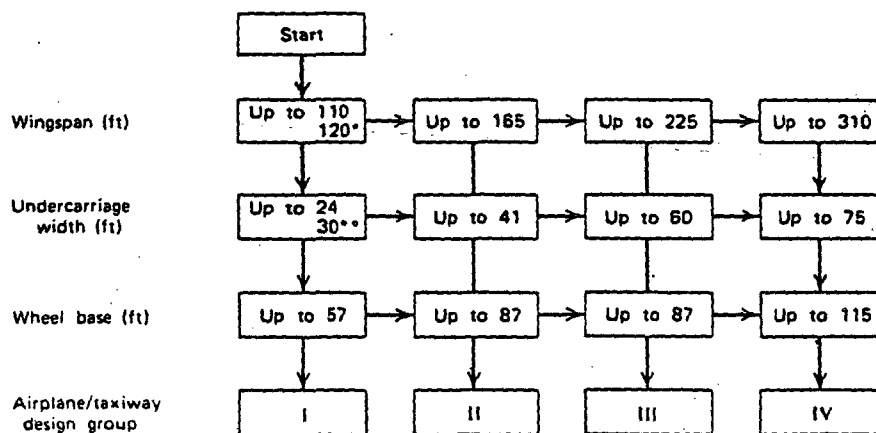 Start
Wingspan (ft)
Up to 110
120*
Up to 165
Up to 225
Up to 310
Undercarriage
width (ft)
Up to 24
30**
Up to 41
Up to 60
Up to 75
Wheel base (ft)
Up to 57
Up to 87
Up to 87
Up to 115
Airplane/taxiway
design group
I
II
III
IV